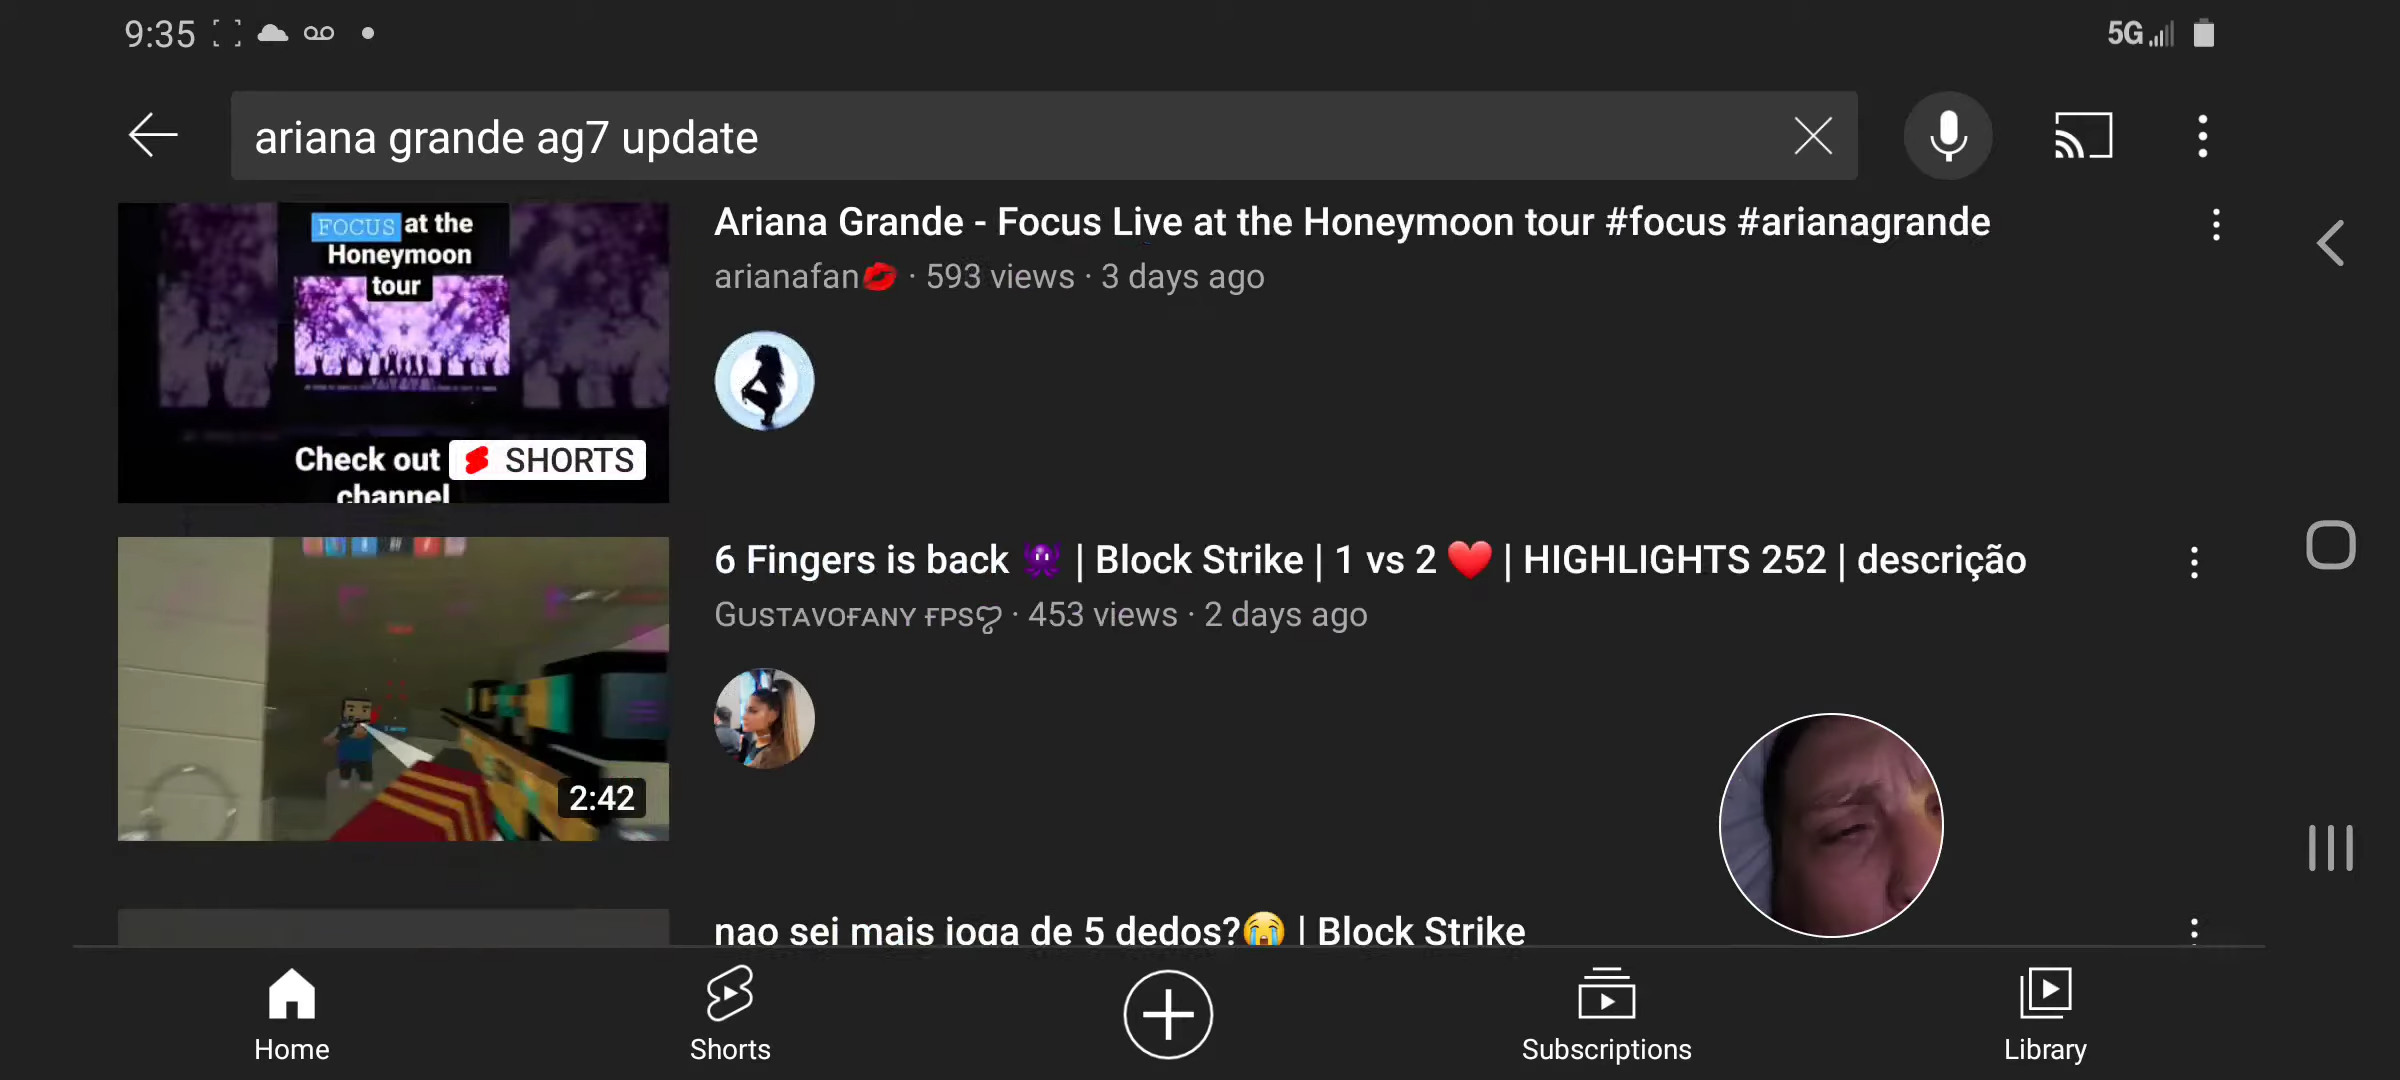 9:35
5G
ariana grande ag7 update
FOCUS at the
Honeymoon
tour
Check out
channel
SHORTS
Ariana Grande - Focus Live at the Honeymoon tour #focus #arianagrande
arianafan💋 · 593 views · 3 days ago
2:42
6 Fingers is back 🐙 | Block Strike | 1 vs 2 ❤️ | HIGHLIGHTS 252 | descrição
Gᴜsᴛᴀᴠᴏғᴀɴʏ ғᴘsღ · 453 views · 2 days ago
nao sei mais joga de 5 dedos?😭 | Block Strike
Home
Shorts
Subscriptions
Library